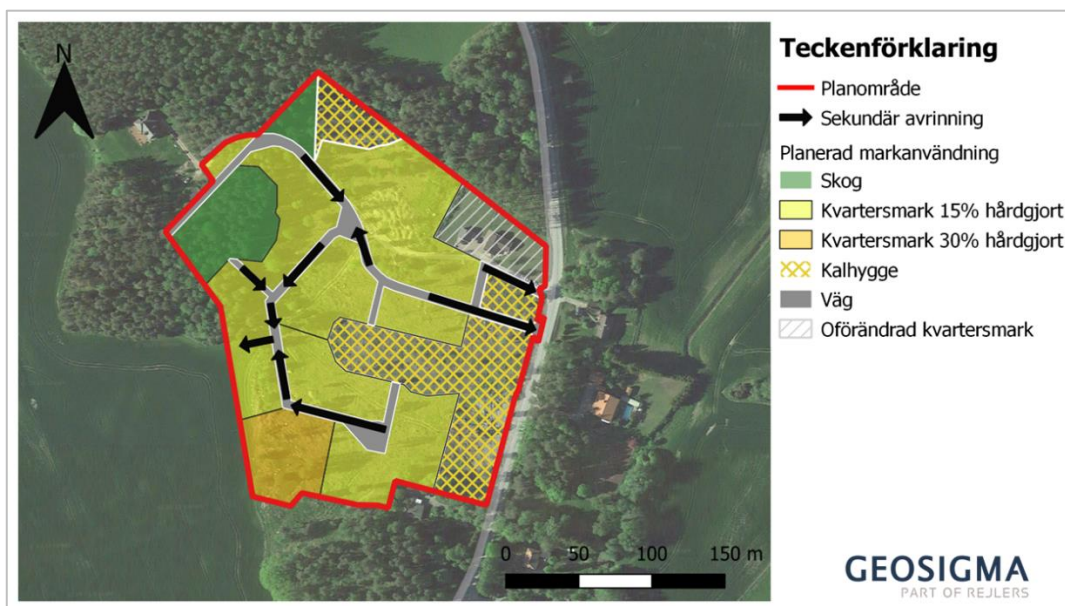 N
Teckenförklaring
Planområde
Sekundär avrinning
Planerad markanvändning
Skog
Kvartersmark 15% hårdgjort
Kvartersmark 30% hårdgjort
Kalhygge
Väg
Oförändrad kvartersmark
0 50 100 150 m
GEOSIGMA
PART OF REJLERS